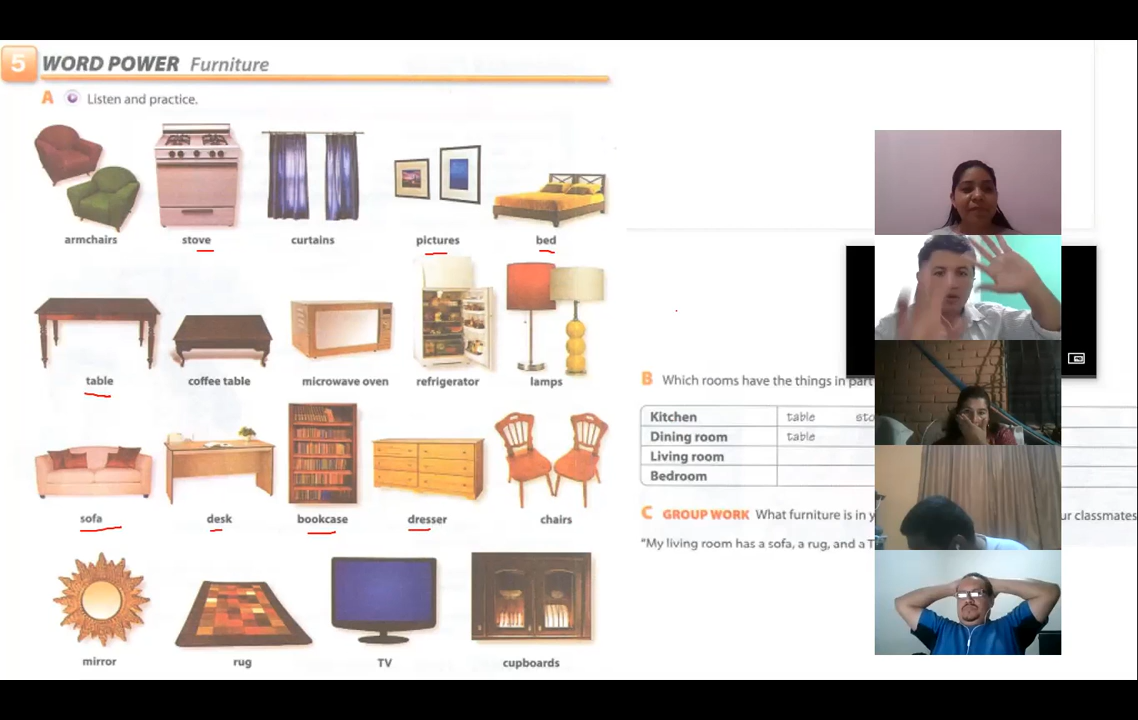 5 WORD POWER Furniture
A Listen and practice.
armchairs stove curtains pictures bed
table coffee table microwave oven refrigerator lamps
sofa desk bookcase dresser chairs
mirror rug TV cupboards
B Which rooms have the things in part
Kitchen table
Dining room table
Living room
Bedroom
C GROUP WORK What furniture is in classmates
"My living room has a sofa, a rug, and a